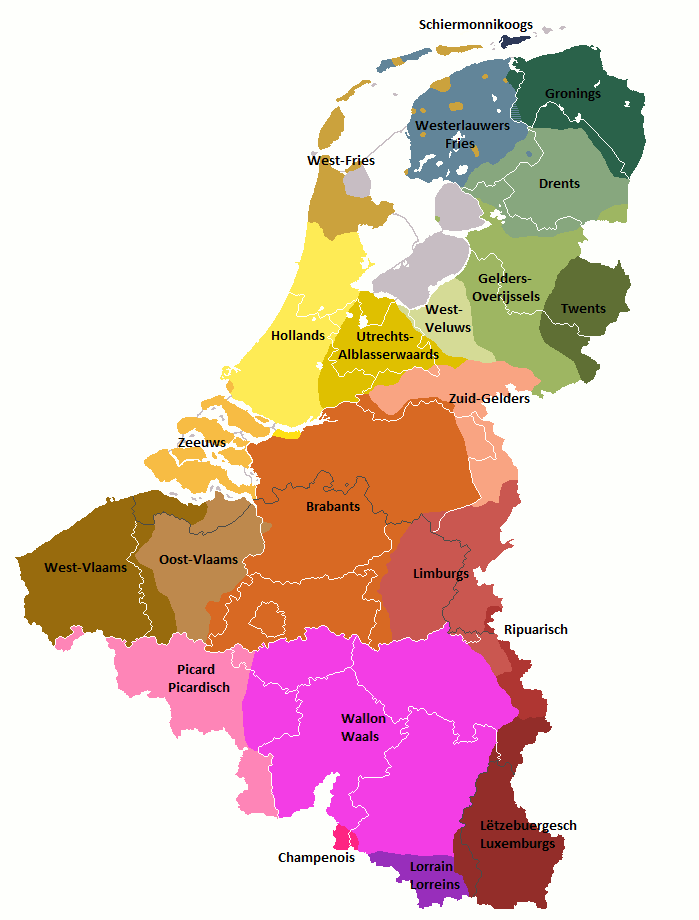 Schiermonnikoogs
Gronings
Westerlauwers
Fries
West-Fries
Drents
Gelders-
Overijssels
Twents
West-
Veluws
Hollands
Utrechts-
Alblasserwaards
Zuid-Gelders
Zeeuws
Brabants
Oost-Vlaams
West-Vlaams
Limburgs
Ripuarisch
Picard
Picardisch
Wallon
Waals
Lëtzebuergesch
Luxemburgs
Champenois
Lorrain
Lorreins